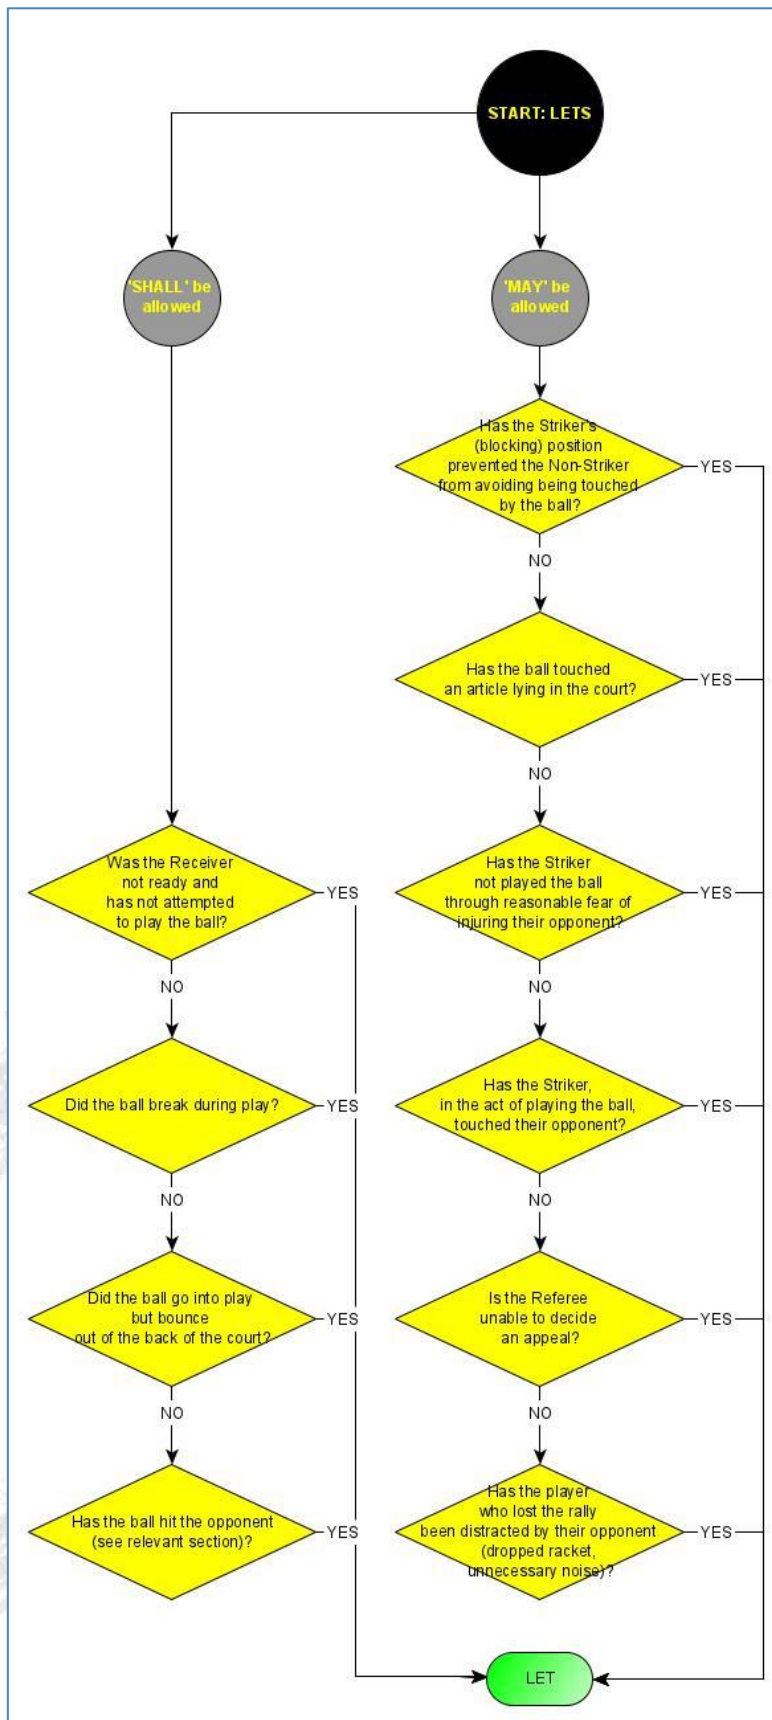 START: LETS
'SHALL' be
allowed
'MAY' be
allowed
Has the Striker's
(blocking) position
prevented the Non-Striker
from avoiding being touched
by the ball?
YES
NO
Has the ball touched
an article lying in the court?
YES
NO
Was the Receiver
not ready and
has not attempted
to play the ball?
YES
NO
Has the Striker
not played the ball
through reasonable fear of
injuring their opponent?
YES
NO
Did the ball break during play?
YES
NO
Has the Striker,
in the act of playing the ball,
touched their opponent?
YES
NO
Did the ball go into play
but bounce
out of the back of the court?
YES
NO
Is the Referee
unable to decide
an appeal?
YES
NO
Has the ball hit the opponent
(see relevant section)?
YES
Has the player
who lost the rally
been distracted by their opponent
(dropped racket,
unnecessary noise)?
YES
LET